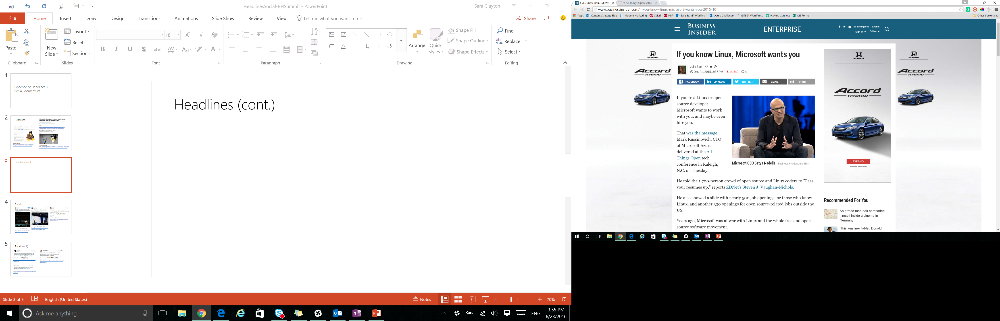 HeadlinesSocial-RHSummit - PowerPoint
Sara Clayton
File
Home
Insert
Draw
Design
Transitions
Animations
Slide Show
Review
View
Tell me what you want to do
Share
Paste
Clipboard
New
Slide
Layout
Reset
Section
Slides
18
B I U S abc AV Aa A
Font
Paragraph
Arrange
Quick
Styles
Shape Fill
Shape Outline
Shape Effects
Drawing
Find
Replace
Select
Editing
1
Evidence of Headlines +
Social Momentum
2
Headlines
3
Headlines (cont.)
4
Social
5
Social (cont.)
Headlines (cont.)
Slide 3 of 5
English (United States)
Notes
70%
Ask me anything
ENG
3:55 PM
6/23/2016
If you know Linux, Micros
At All Things Open (ATO)
www.businessinsider.com/if-you-know-linux-microsoft-wants-you-2015-10
Apps
Content Strategy Blog
Modern Marketing
Safari
HBR
Sara & JMP Working
Azure Challenge
GITSEA WordPress
PixMob Connect
MS Forms
Other bookmarks
BUSINESS
INSIDER
ENTERPRISE
BI Intelligence
Events
Sign-in
Edition
If you know Linux, Microsoft wants you
Julie Bort
Oct. 21, 2015, 3:37 PM
14,542
4
FACEBOOK
LINKEDIN
TWITTER
EMAIL
PRINT
If you're a Linux or open
source developer,
Microsoft wants to work
with you, and maybe even
hire you.
That was the message
Mark Russinovich, CTO
of Microsoft Azure,
delivered at the All
Things Open tech
conference in Raleigh,
N.C. on Tuesday.
Microsoft CEO Satya Nadella Business Insider/Julie Bort
He told the 1,700-person crowd of open source and Linux coders to "Pass
your resumes up," reports ZDNet's Steven J. Vaughan-Nichols.
He also showed a slide with nearly 500 job openings for those who know
Linux, and another 330 openings for open source-related jobs outside the
US.
Years ago, Microsoft was at war with Linux and the whole free and open-
source software movement.
HONDA
Accord
HYBRID
HONDA
Accord
HYBRID
EXPAND
Important Information
HONDA
Accord
HYBRID
Recommended For You
An armed man has barricaded
himself inside a cinema in
Germany
'This was inevitable': Donald